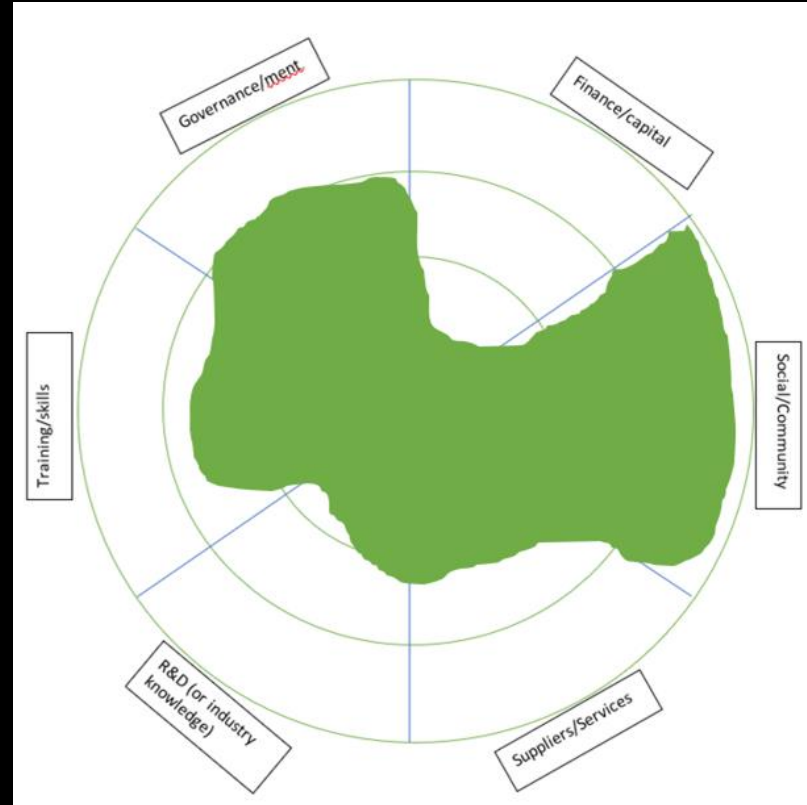 Governance/ment
Finance/capital
Training/skills
Social/Community
R&D (or industry
knowledge)
Suppliers/Services